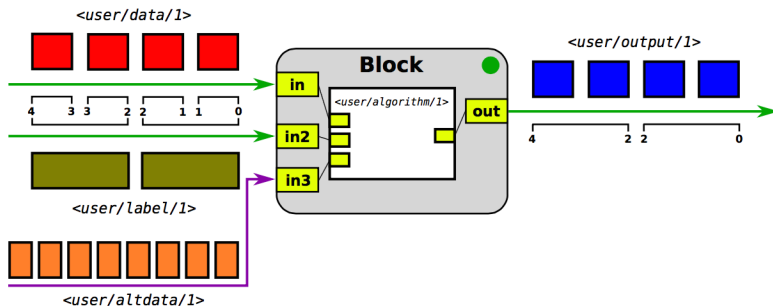 <user/data/1>
<user/output/1>
Block
in
<user/algorithm/1>
4 3 3 2 2 1 1 0
out
in2
4 2 2 0
in3
<user/label/1>
<user/altdata/1>